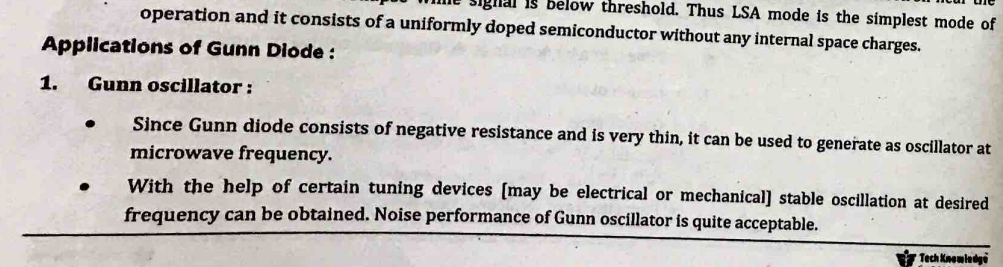 signal is below threshold. Thus LSA mode is the simplest mode of
operation and it consists of a uniformly doped semiconductor without any internal space charges.
Applications of Gunn Diode :
1. Gunn oscillator :
• Since Gunn diode consists of negative resistance and is very thin, it can be used to generate as oscillator at
microwave frequency.
• With the help of certain tuning devices [may be electrical or mechanical] stable oscillation at desired
frequency can be obtained. Noise performance of Gunn oscillator is quite acceptable.
Tech Knowledge